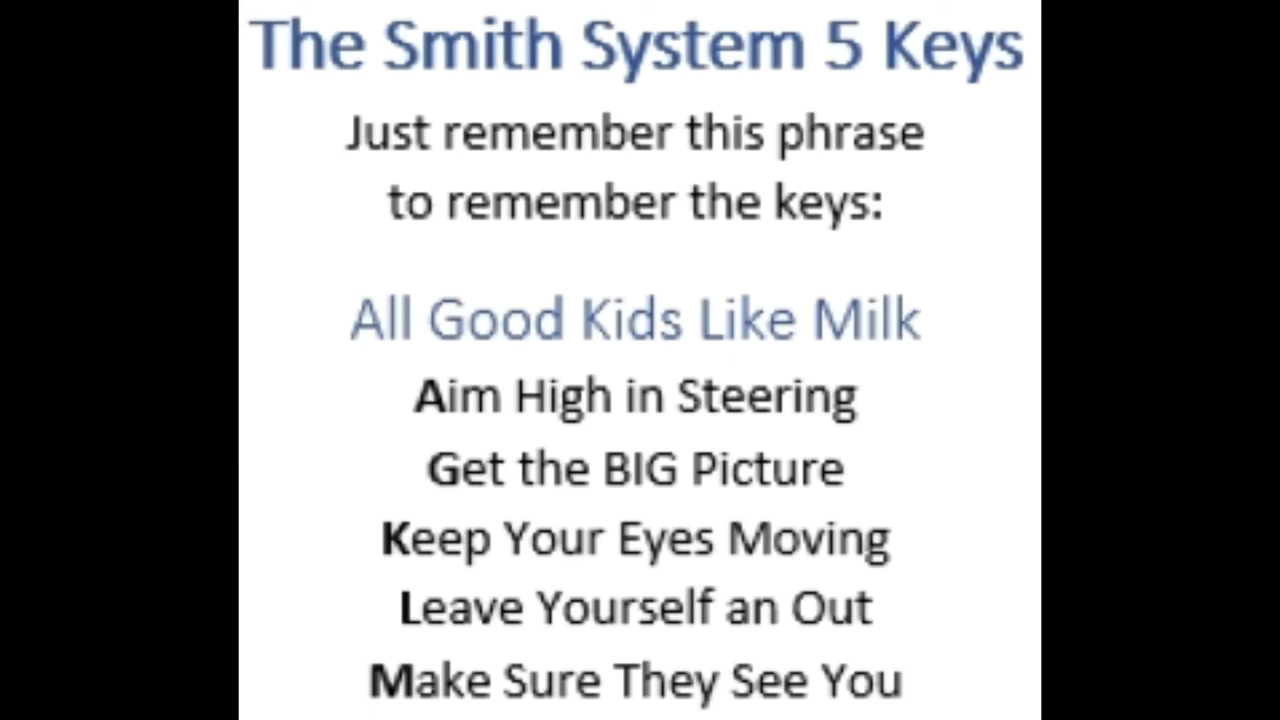 The Smith System 5 Keys
Just remember this phrase
to remember the keys:
All Good Kids Like Milk
Aim High in Steering
Get the BIG Picture
Keep Your Eyes Moving
Leave Yourself an Out
Make Sure They See You